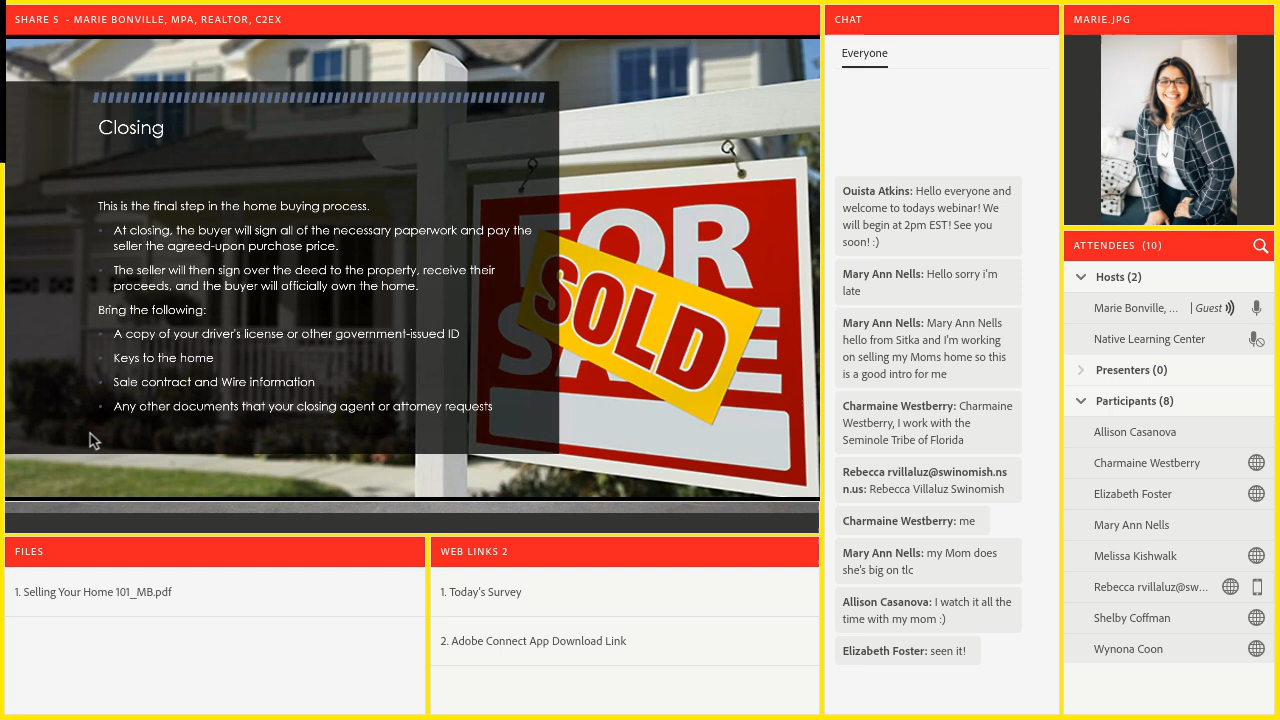 SHARE 5 - MARIE BONVILLE, MPA, REALTOR, C2EX
Closing
This is the final step in the home buying process.
At closing, the buyer will sign all of the necessary paperwork and pay the
seller the agreed-upon purchase price.
The seller will then sign over the deed to the property, receive their
proceeds, and the buyer will officially own the home.
Bring the following:
A copy of your driver's license or other government-issued ID
Keys to the home
Sale contract and Wire information
Any other documents that your closing agent or attorney requests
FOR
SOLD
SALE
FILES
1. Selling Your Home 101_MB.pdf
WEB LINKS 2
1. Today's Survey
2. Adobe Connect App Download Link
CHAT
Everyone
Ouista Atkins: Hello everyone and
welcome to todays webinar! We
will begin at 2pm EST! See you
soon! :)
Mary Ann Nells: Hello sorry i'm
late
Mary Ann Nells: Mary Ann Nells
hello from Sitka and I'm working
on selling my Moms home so this
is a good intro for me
Charmaine Westberry: Charmaine
Westberry, I work with the
Seminole Tribe of Florida
Rebecca rvillaluz@swinomish.ns
n.us: Rebecca Villaluz Swinomish
Charmaine Westberry: me
Mary Ann Nells: my Mom does
she's big on tlc
Allison Casanova: I watch it all the
time with my mom :)
Elizabeth Foster: seen it!
MARIE.JPG
ATTENDEES (10)
Hosts (2)
Marie Bonville, ... | Guest
Native Learning Center
Presenters (0)
Participants (8)
Allison Casanova
Charmaine Westberry
Elizabeth Foster
Mary Ann Nells
Melissa Kishwalk
Rebecca rvillaluz@sw...
Shelby Coffman
Wynona Coon